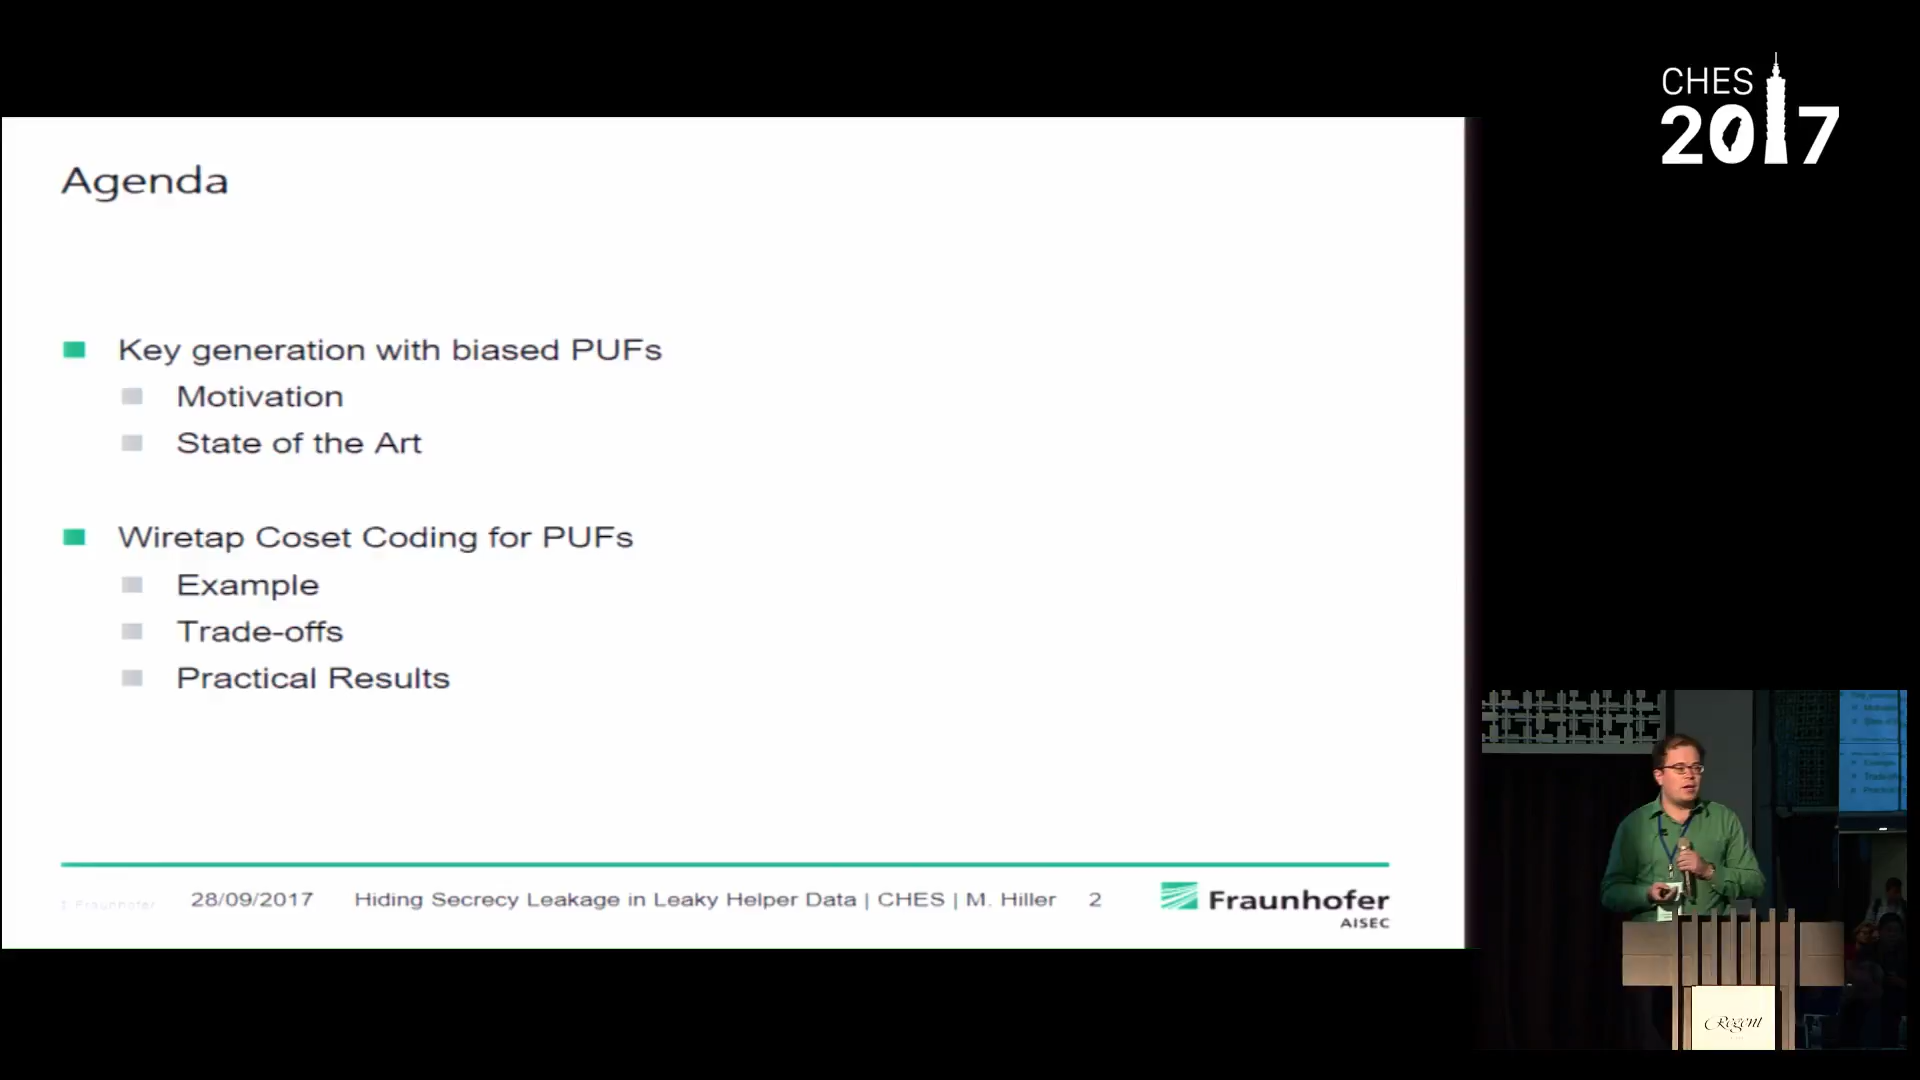 CHES
2017
Agenda
Key generation with biased PUFs
Motivation
State of the Art
Wiretap Coset Coding for PUFs
Example
Trade-offs
Practical Results
Fraunhofer
28/09/2017
Hiding Secrecy Leakage in Leaky Helper Data | CHES | M. Hiller
2
Fraunhofer
AISEC
Regent